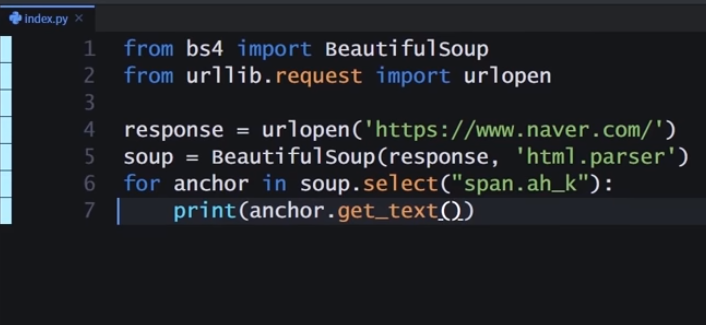 index.py ×
1 from bs4 import BeautifulSoup
2 from urllib.request import urlopen
3
4 response = urlopen('https://www.naver.com/')
5 soup = BeautifulSoup(response, 'html.parser')
6 for anchor in soup.select("span.ah_k"):
7     print(anchor.get_text())